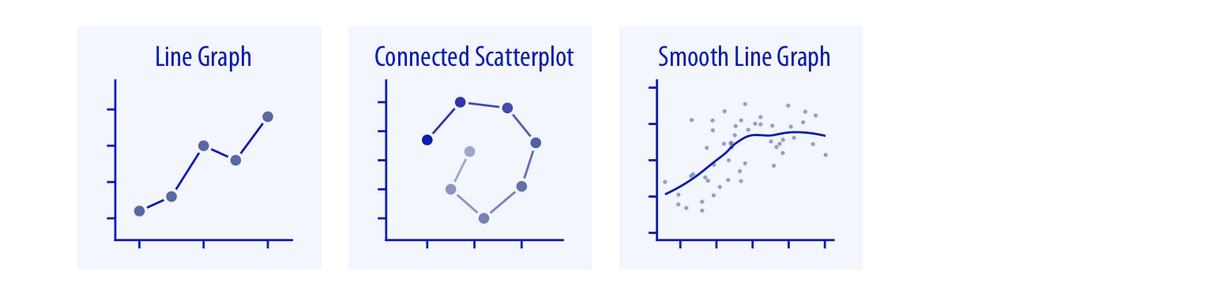 Line Graph
Connected Scatterplot
Smooth Line Graph